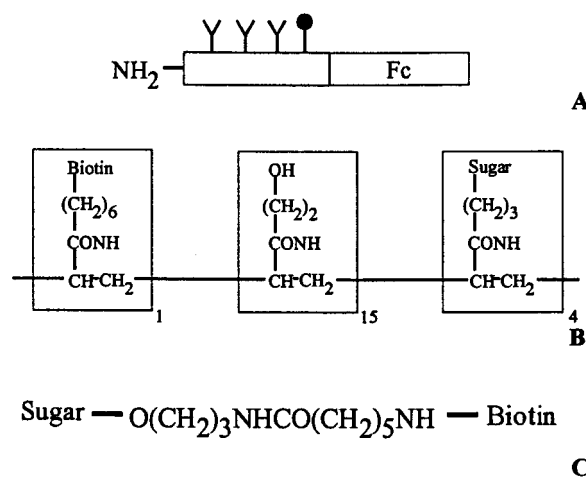 NH2 Fc
A
Biotin OH Sugar
(CH2)6 (CH2)2 (CH2)3
CONH CONH CONH
CH-CH2 CH-CH2 CH-CH2
1 15 4
B
Sugar — O(CH2)3NHCO(CH2)5NH — Biotin
C